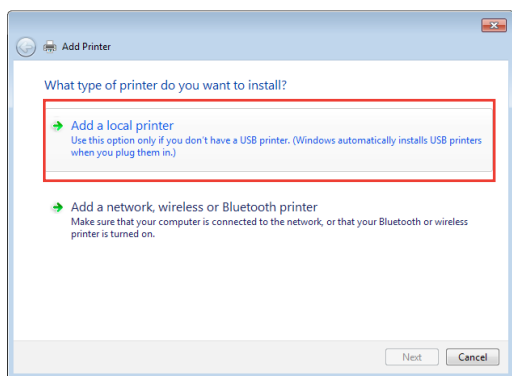 Add Printer
What type of printer do you want to install?
Add a local printer
Use this option only if you don't have a USB printer. (Windows automatically installs USB printers
when you plug them in.)
Add a network, wireless or Bluetooth printer
Make sure that your computer is connected to the network, or that your Bluetooth or wireless
printer is turned on.
Next Cancel